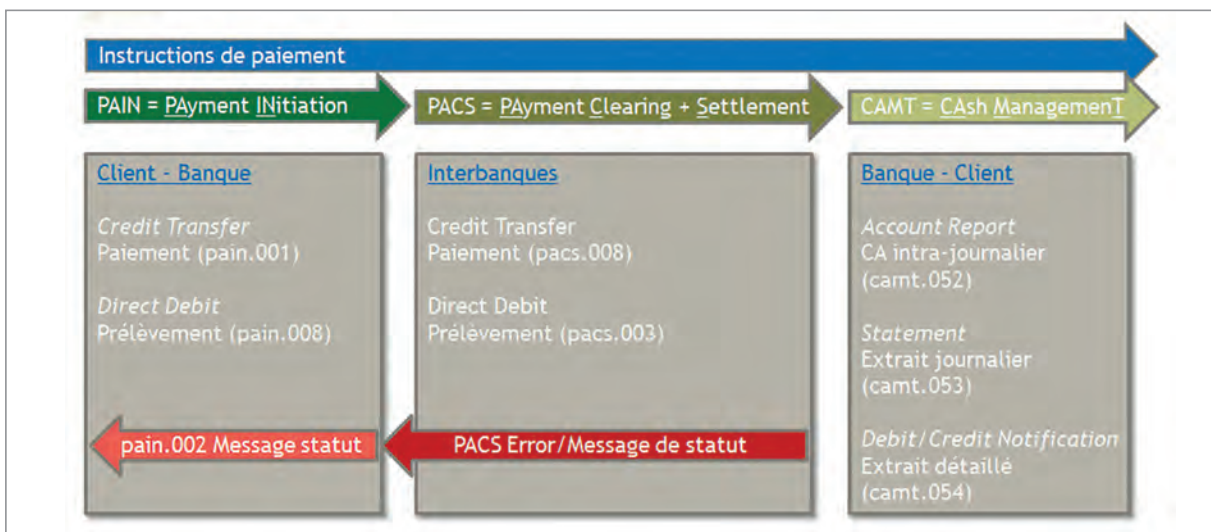 Instructions de paiement
PAIN = PAyment INitiation
PACS = PAyment Clearing + Settlement
CAMT = CAsh ManagemenT
Client - Banque
Credit Transfer
Paiement (pain.001)
Direct Debit
Prélèvement (pain.008)
pain.002 Message statut
Interbanques
Credit Transfer
Paiement (pacs.008)
Direct Debit
Prélèvement (pacs.003)
PACS Error/Message de statut
Banque - Client
Account Report
CA intra-journalier
(camt.052)
Statement
Extrait journalier
(camt.053)
Debit/Credit Notification
Extrait détaillé
(camt.054)